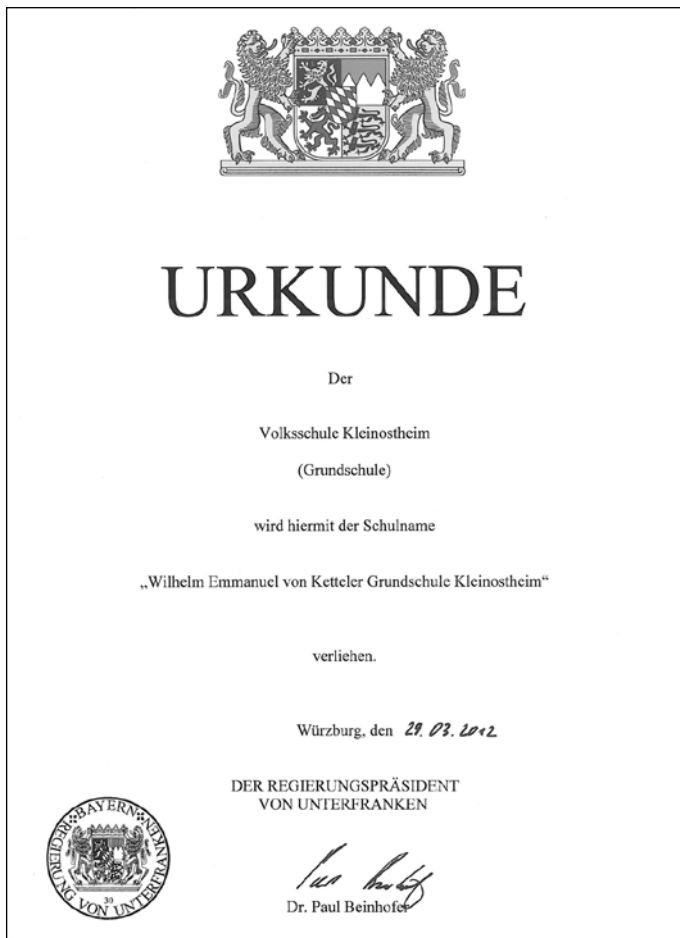 URKUNDE
Der
Volksschule Kleinostheim
(Grundschule)
wird hiermit der Schulname
„Wilhelm Emmanuel von Ketteler Grundschule Kleinostheim“
verliehen.
Würzburg, den 29.03.2012
DER REGIERUNGSPRÄSIDENT
VON UNTERFRANKEN
Dr. Paul Beinhofer
BAYERN
REGIERUNG VON UNTERFRANKEN
30